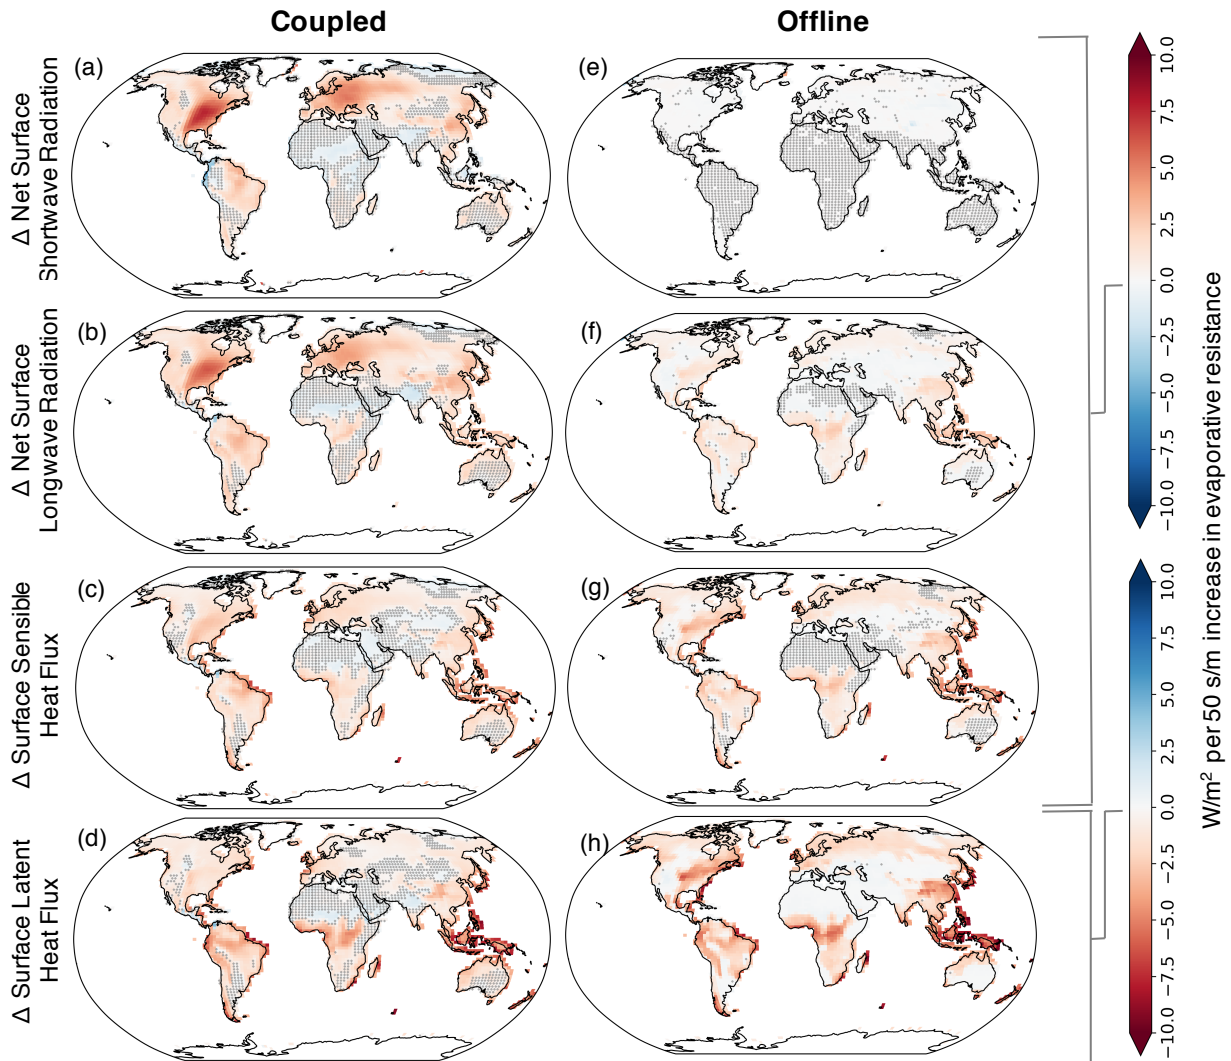 Coupled
Offline
Δ Net Surface
Shortwave Radiation
(a)
(e)
Δ Net Surface
Longwave Radiation
(b)
(f)
Δ Surface Sensible
Heat Flux
(c)
(g)
Δ Surface Latent
Heat Flux
(d)
(h)
10.0
7.5
5.0
2.5
0.0
−2.5
−5.0
−7.5
−10.0
10.0
7.5
5.0
2.5
0.0
−2.5
−5.0
−7.5
−10.0
W/m² per 50 s/m increase in evaporative resistance